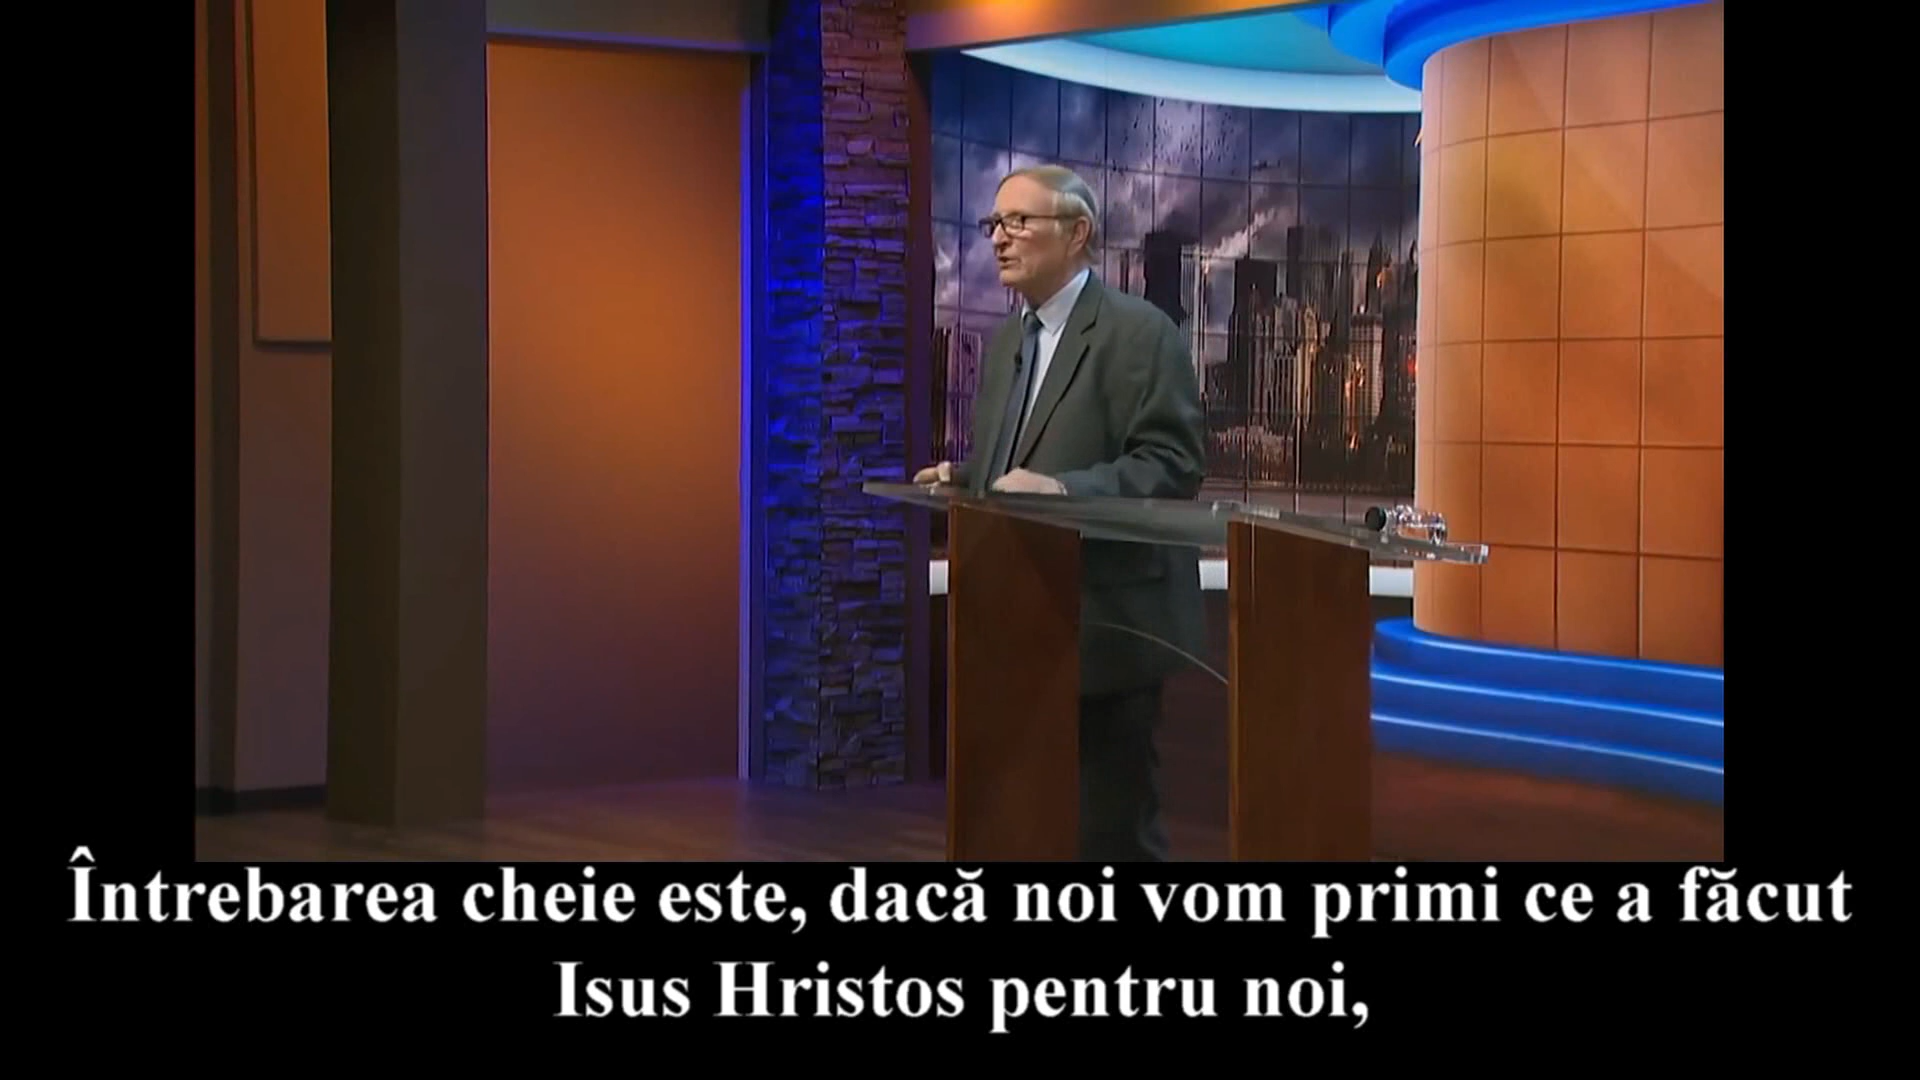 Întrebarea cheie este, dacă noi vom primi ce a făcut
Isus Hristos pentru noi,